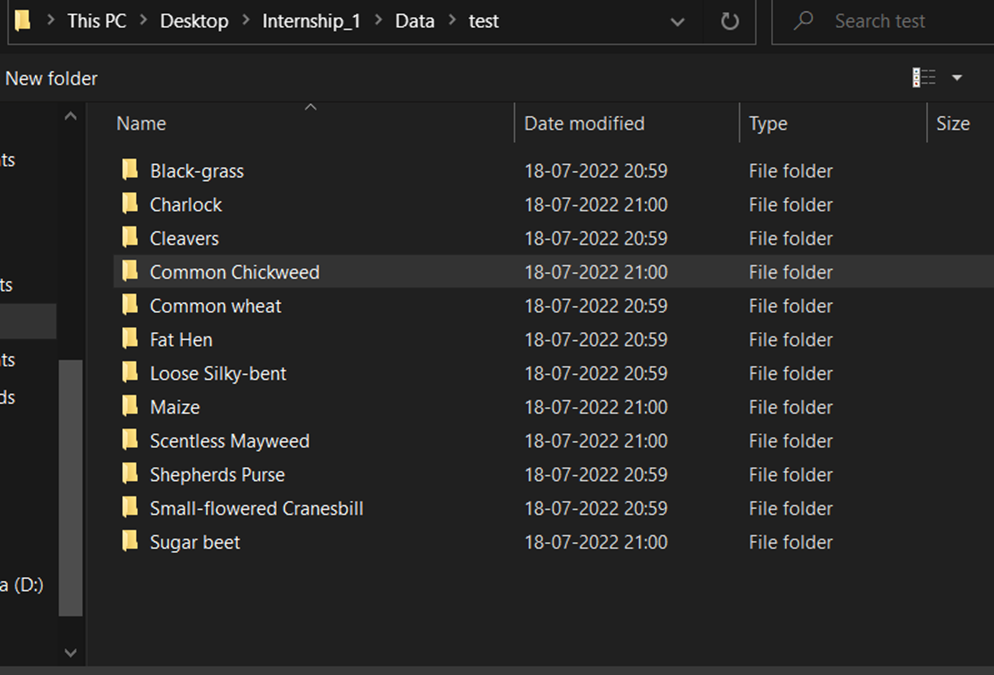 This PC > Desktop > Internship_1 > Data > test Search test
New folder
Name Date modified Type Size
Black-grass 18-07-2022 20:59 File folder
ts
Charlock 18-07-2022 21:00 File folder
Cleavers 18-07-2022 20:59 File folder
Common Chickweed 18-07-2022 21:00 File folder
ts
Common wheat 18-07-2022 20:59 File folder
Fat Hen 18-07-2022 20:59 File folder
ts
Loose Silky-bent 18-07-2022 20:59 File folder
ds
Maize 18-07-2022 21:00 File folder
Scentless Mayweed 18-07-2022 21:00 File folder
Shepherds Purse 18-07-2022 20:59 File folder
Small-flowered Cranesbill 18-07-2022 20:59 File folder
Sugar beet 18-07-2022 21:00 File folder
a (D:)